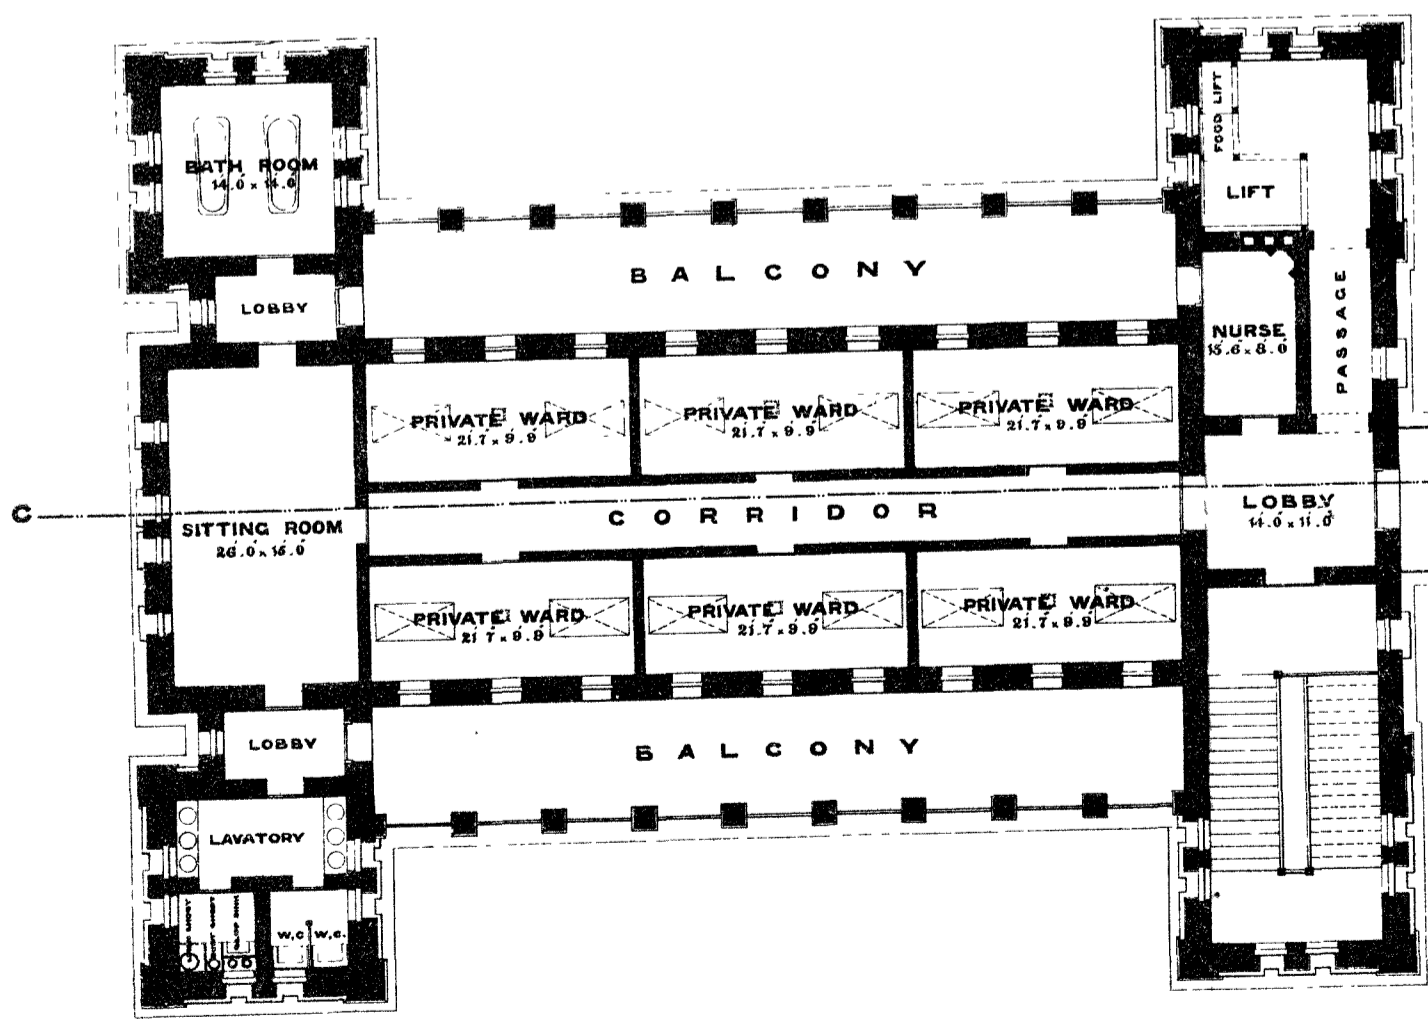 BATH ROOM
14.0 x 14.0
FOOD LIFT
LIFT
BALCONY
LOBBY
NURSE
15.6 x 8.0
PASSAGE
PRIVATE WARD
21.7 x 9.9
PRIVATE WARD
21.7 x 9.9
PRIVATE WARD
21.7 x 9.9
C
SITTING ROOM
26.0 x 16.0
CORRIDOR
LOBBY
14.0 x 11.0
PRIVATE WARD
21.7 x 9.9
PRIVATE WARD
21.7 x 9.9
PRIVATE WARD
21.7 x 9.9
LOBBY
BALCONY
LAVATORY
W.C.
W.C.